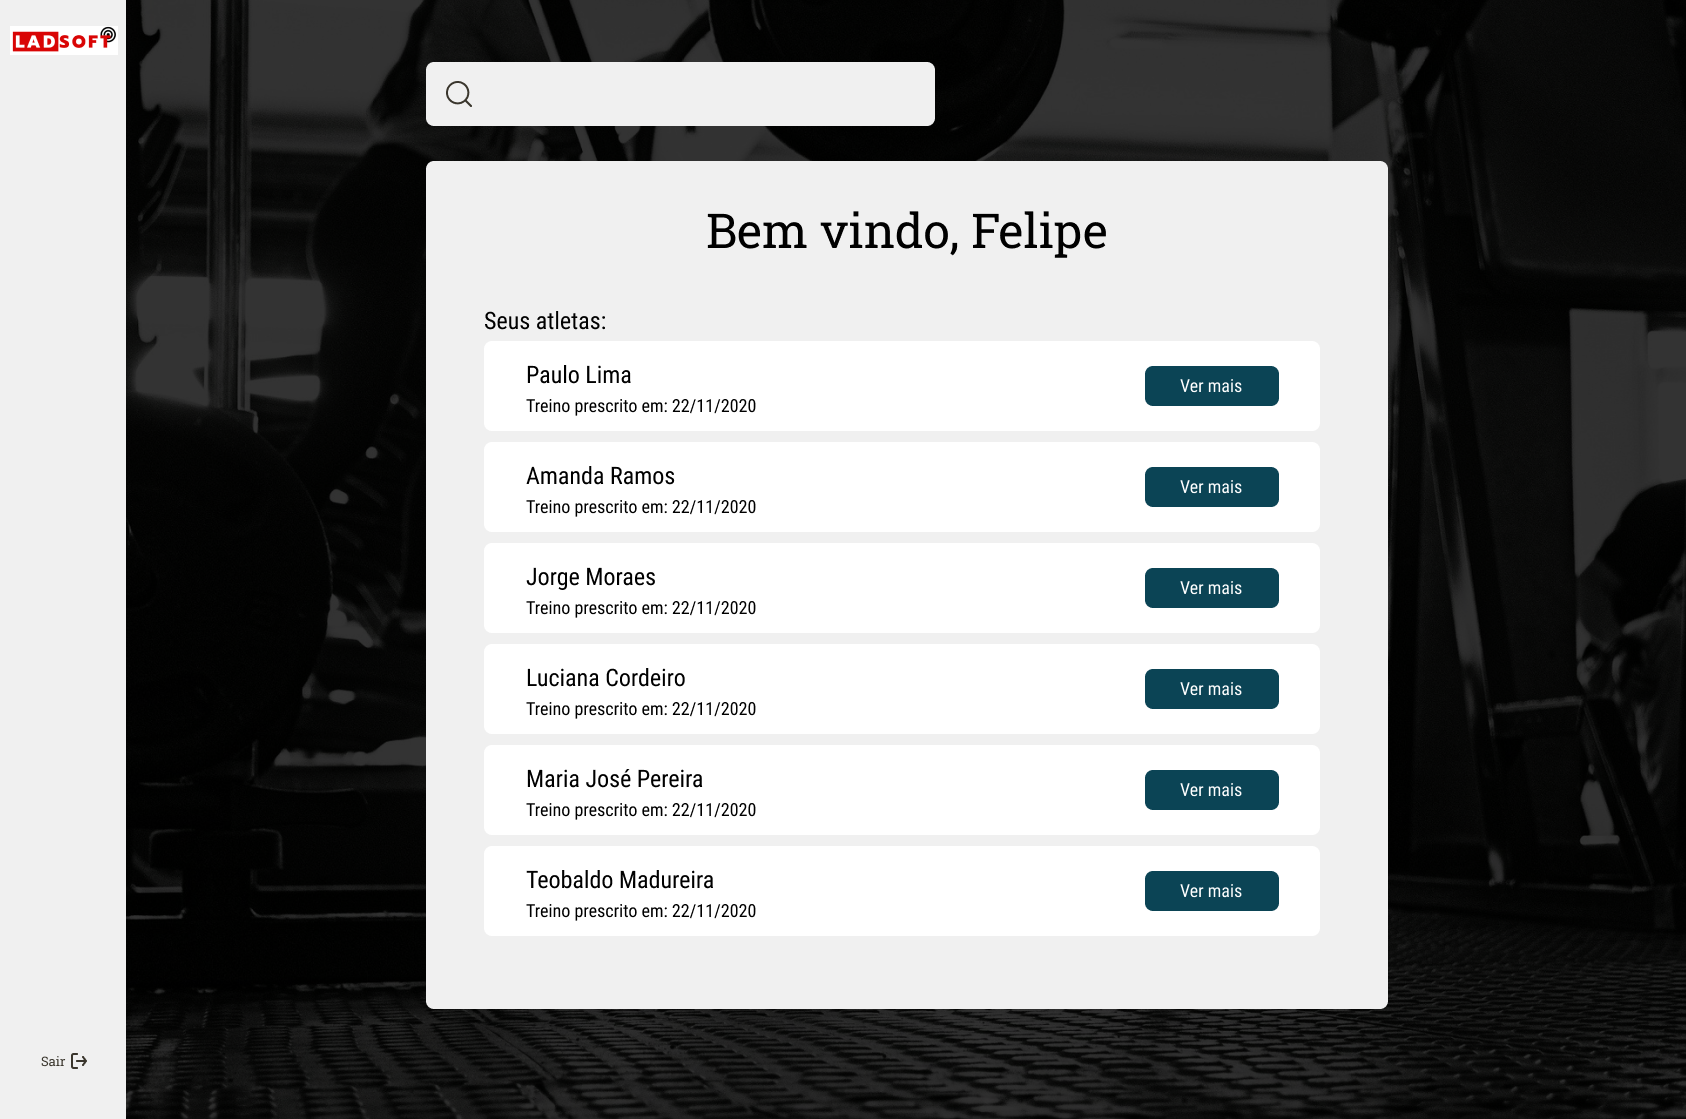 LADSOFT
Bem vindo, Felipe
Seus atletas:
Paulo Lima
Treino prescrito em: 22/11/2020
Ver mais
Amanda Ramos
Treino prescrito em: 22/11/2020
Ver mais
Jorge Moraes
Treino prescrito em: 22/11/2020
Ver mais
Luciana Cordeiro
Treino prescrito em: 22/11/2020
Ver mais
Maria José Pereira
Treino prescrito em: 22/11/2020
Ver mais
Teobaldo Madureira
Treino prescrito em: 22/11/2020
Ver mais
Sair